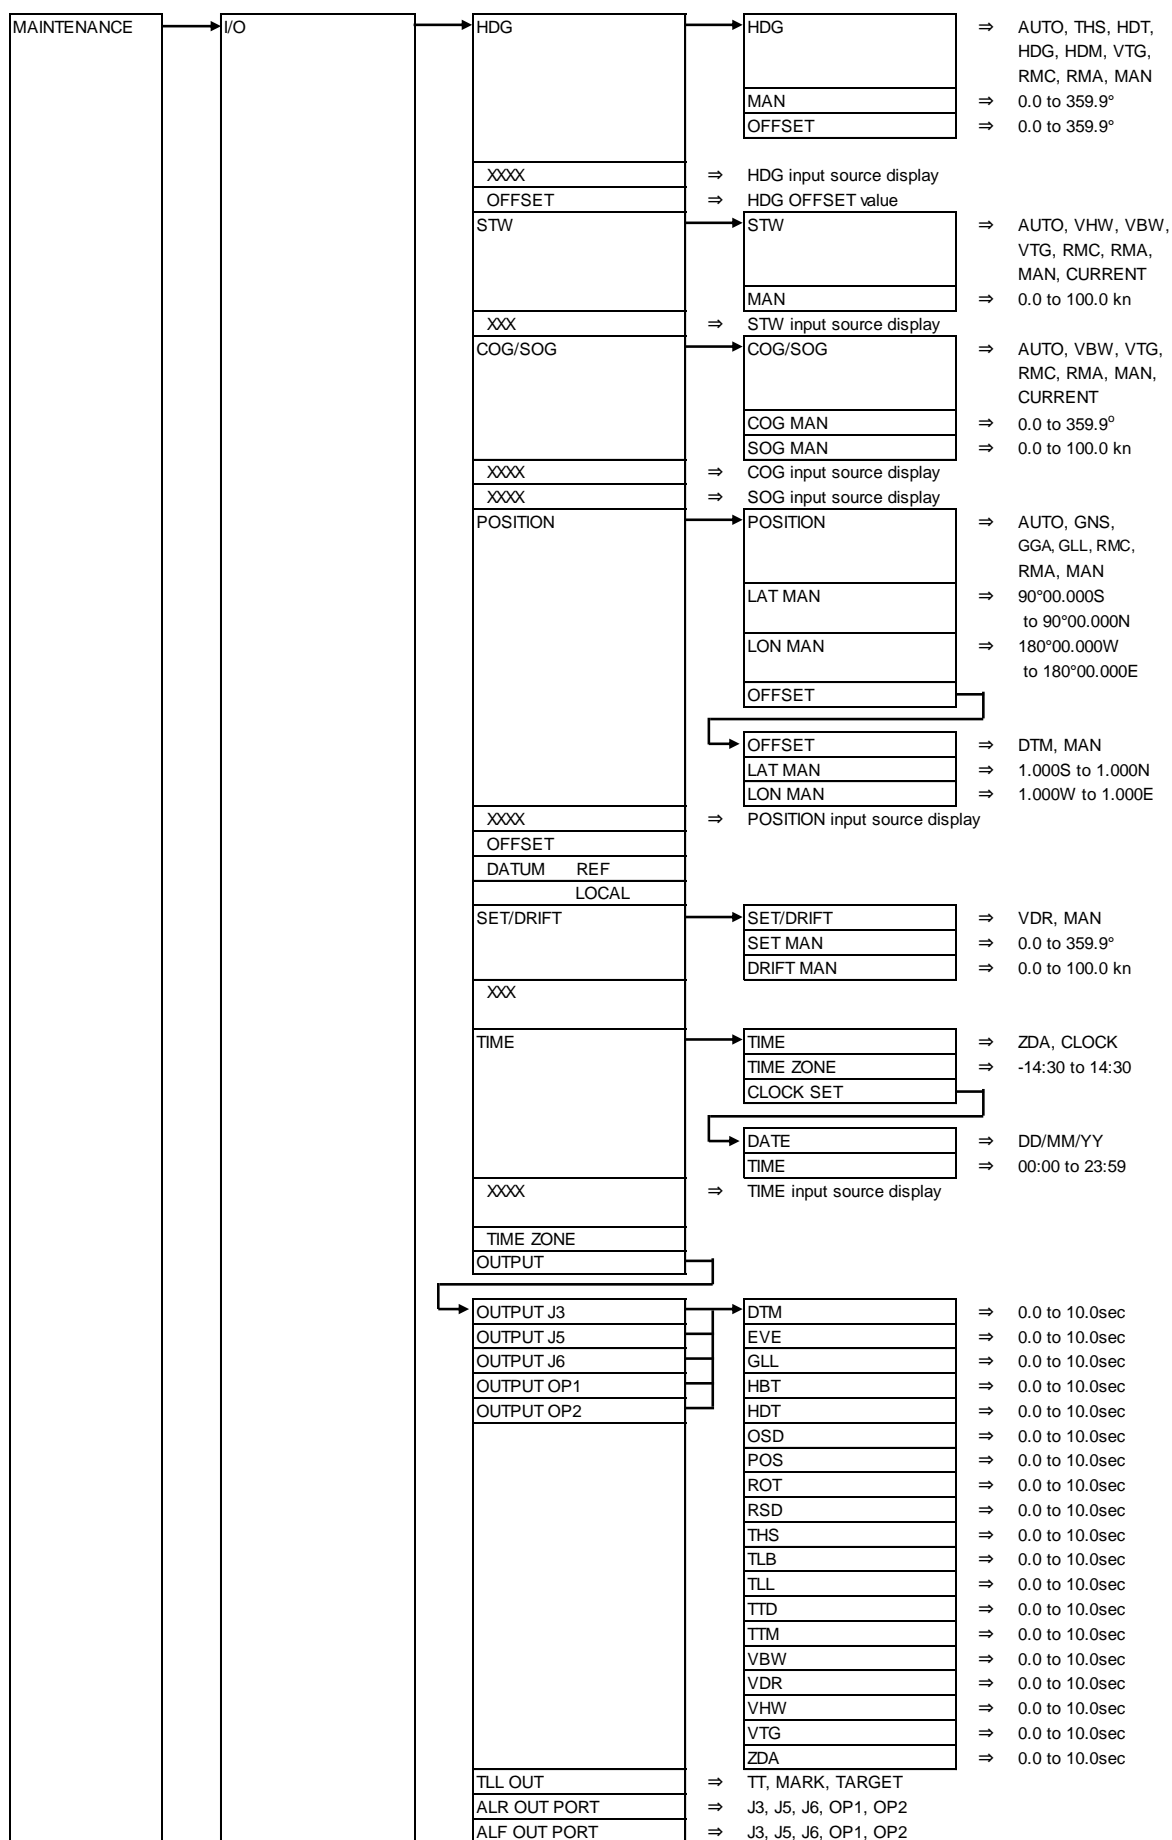 MAINTENANCE I/O HDG HDG ⇒ AUTO, THS, HDT,
HDG, HDM, VTG,
RMC, RMA, MAN
MAN ⇒ 0.0 to 359.9°
OFFSET ⇒ 0.0 to 359.9°
XXXX ⇒ HDG input source display
OFFSET ⇒ HDG OFFSET value
STW STW ⇒ AUTO, VHW, VBW,
VTG, RMC, RMA,
MAN, CURRENT
MAN ⇒ 0.0 to 100.0 kn
XXX ⇒ STW input source display
COG/SOG COG/SOG ⇒ AUTO, VBW, VTG,
RMC, RMA, MAN,
CURRENT
COG MAN ⇒ 0.0 to 359.9°
SOG MAN ⇒ 0.0 to 100.0 kn
XXXX ⇒ COG input source display
XXXX ⇒ SOG input source display
POSITION POSITION ⇒ AUTO, GNS,
GGA, GLL, RMC,
RMA, MAN
LAT MAN ⇒ 90°00.000S
to 90°00.000N
LON MAN ⇒ 180°00.000W
to 180°00.000E
OFFSET
OFFSET ⇒ DTM, MAN
LAT MAN ⇒ 1.000S to 1.000N
LON MAN ⇒ 1.000W to 1.000E
XXXX ⇒ POSITION input source display
OFFSET
DATUM REF
LOCAL
SET/DRIFT SET/DRIFT ⇒ VDR, MAN
SET MAN ⇒ 0.0 to 359.9°
DRIFT MAN ⇒ 0.0 to 100.0 kn
XXX
TIME TIME ⇒ ZDA, CLOCK
TIME ZONE ⇒ -14:30 to 14:30
CLOCK SET
DATE ⇒ DD/MM/YY
TIME ⇒ 00:00 to 23:59
XXXX ⇒ TIME input source display
TIME ZONE
OUTPUT
OUTPUT J3 DTM ⇒ 0.0 to 10.0sec
OUTPUT J5 EVE ⇒ 0.0 to 10.0sec
OUTPUT J6 GLL ⇒ 0.0 to 10.0sec
OUTPUT OP1 HBT ⇒ 0.0 to 10.0sec
OUTPUT OP2 HDT ⇒ 0.0 to 10.0sec
OSD ⇒ 0.0 to 10.0sec
POS ⇒ 0.0 to 10.0sec
ROT ⇒ 0.0 to 10.0sec
RSD ⇒ 0.0 to 10.0sec
THS ⇒ 0.0 to 10.0sec
TLB ⇒ 0.0 to 10.0sec
TLL ⇒ 0.0 to 10.0sec
TTD ⇒ 0.0 to 10.0sec
TTM ⇒ 0.0 to 10.0sec
VBW ⇒ 0.0 to 10.0sec
VDR ⇒ 0.0 to 10.0sec
VHW ⇒ 0.0 to 10.0sec
VTG ⇒ 0.0 to 10.0sec
ZDA ⇒ 0.0 to 10.0sec
TLL OUT ⇒ TT, MARK, TARGET
ALR OUT PORT ⇒ J3, J5, J6, OP1, OP2
ALF OUT PORT ⇒ J3, J5, J6, OP1, OP2